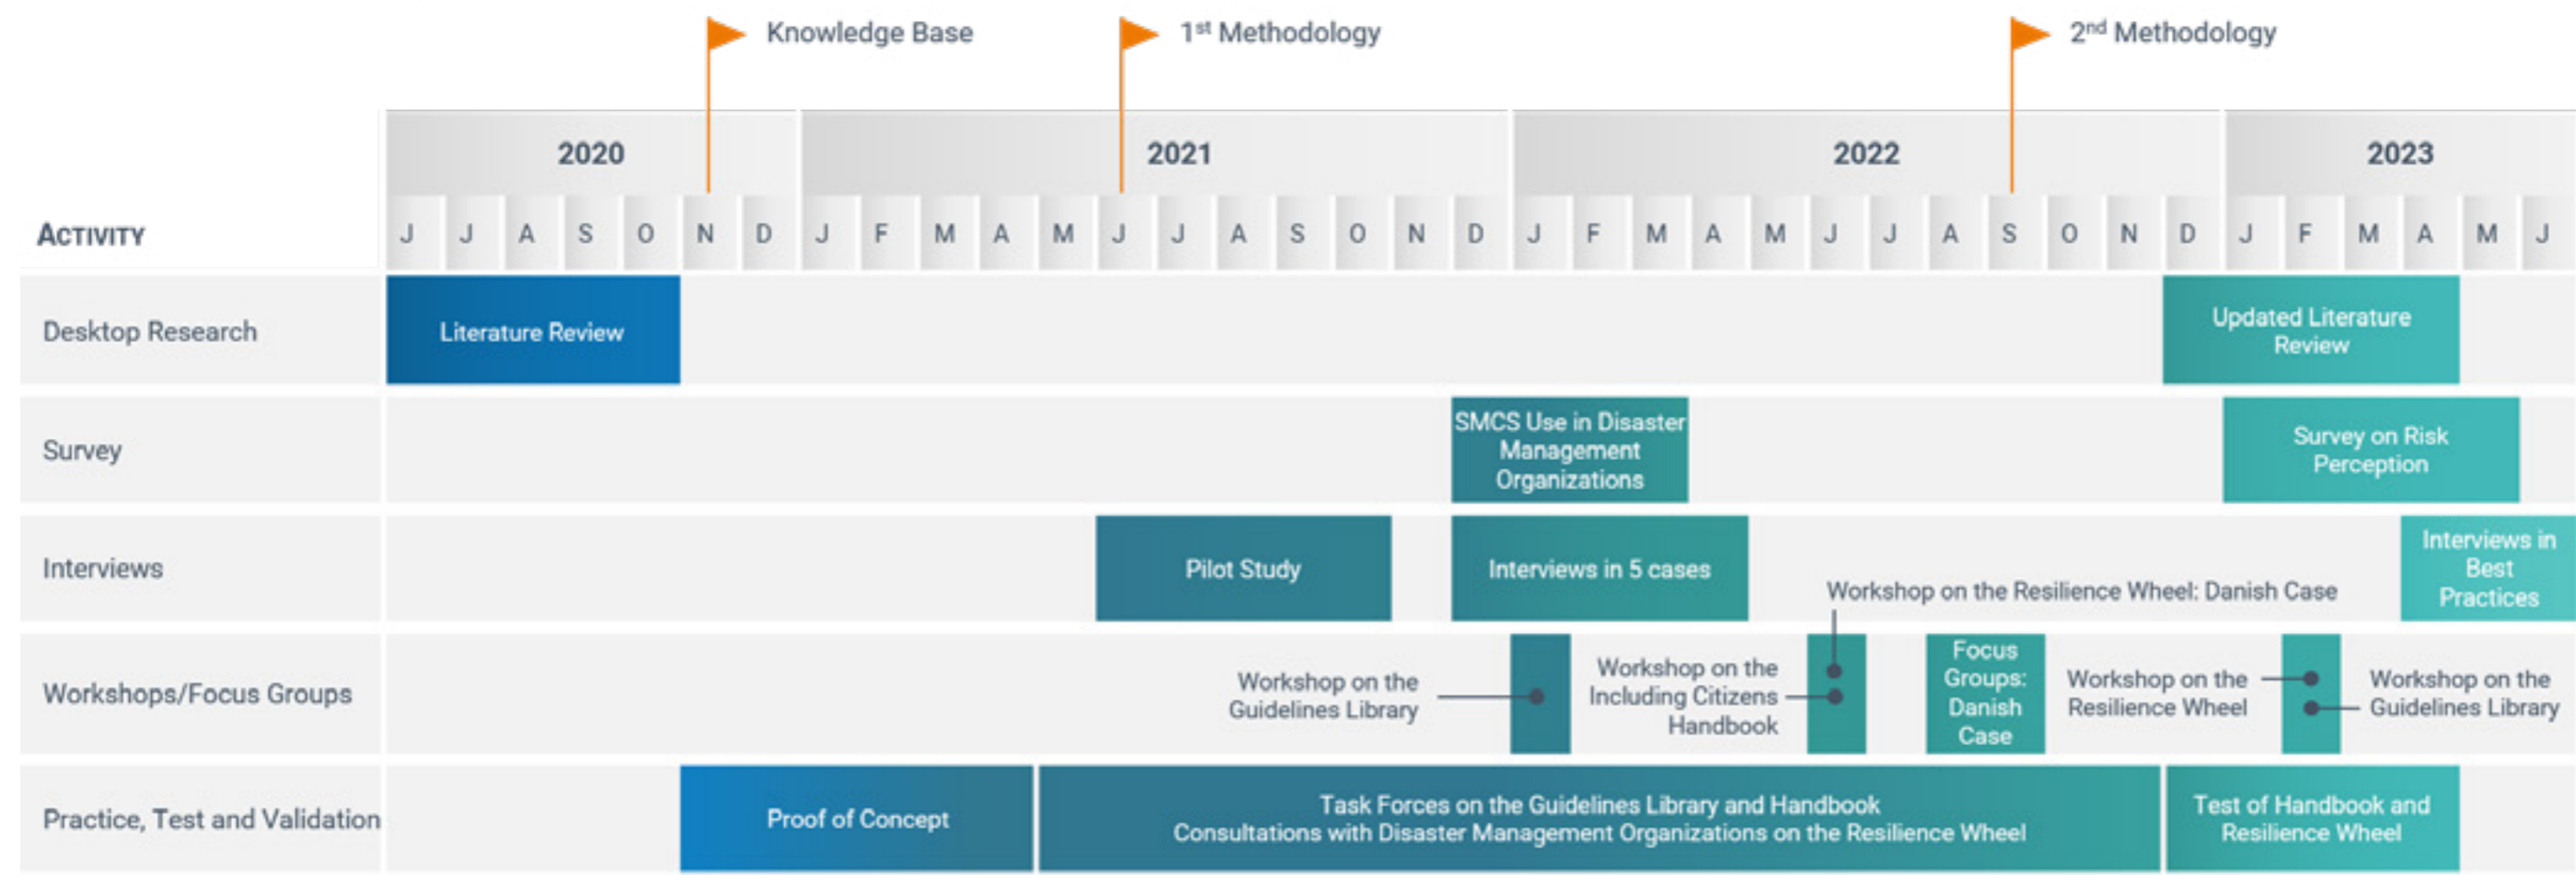 Knowledge Base
1st Methodology
2nd Methodology
2020
2021
2022
2023
ACTIVITY
J J A S O N D J F M A M J J A S O N D J F M A M J J A S O N D J F M A M J
Desktop Research
Literature Review
Updated Literature
Review
Survey
SMCS Use in Disaster
Management
Organizations
Survey on Risk
Perception
Interviews
Pilot Study
Interviews in 5 cases
Interviews in
Best
Practices
Workshop on the Resilience Wheel: Danish Case
Workshops/Focus Groups
Workshop on the
Guidelines Library
Workshop on the
Including Citizens
Handbook
Focus
Groups:
Danish
Case
Workshop on the
Resilience Wheel
Workshop on the
Guidelines Library
Practice, Test and Validation
Proof of Concept
Task Forces on the Guidelines Library and Handbook
Consultations with Disaster Management Organizations on the Resilience Wheel
Test of Handbook and
Resilience Wheel